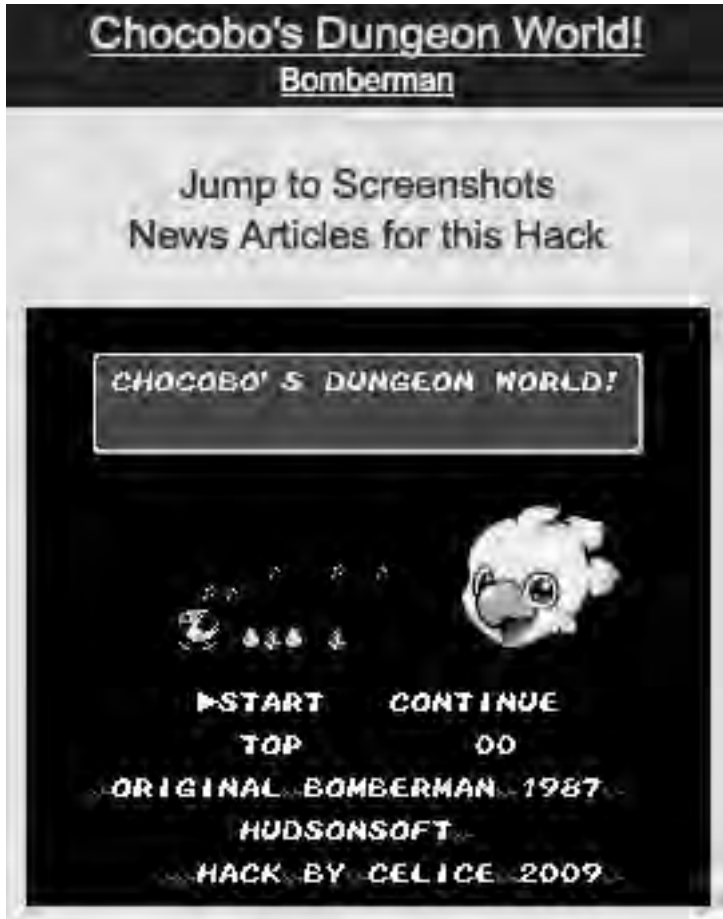 Chocobo's Dungeon World!
Bomberman
Jump to Screenshots
News Articles for this Hack
CHOCOBO'S DUNGEON WORLD!
►START CONTINUE
TOP 00
ORIGINAL BOMBERMAN 1987
HUDSONSOFT
HACK BY CELICE 2009